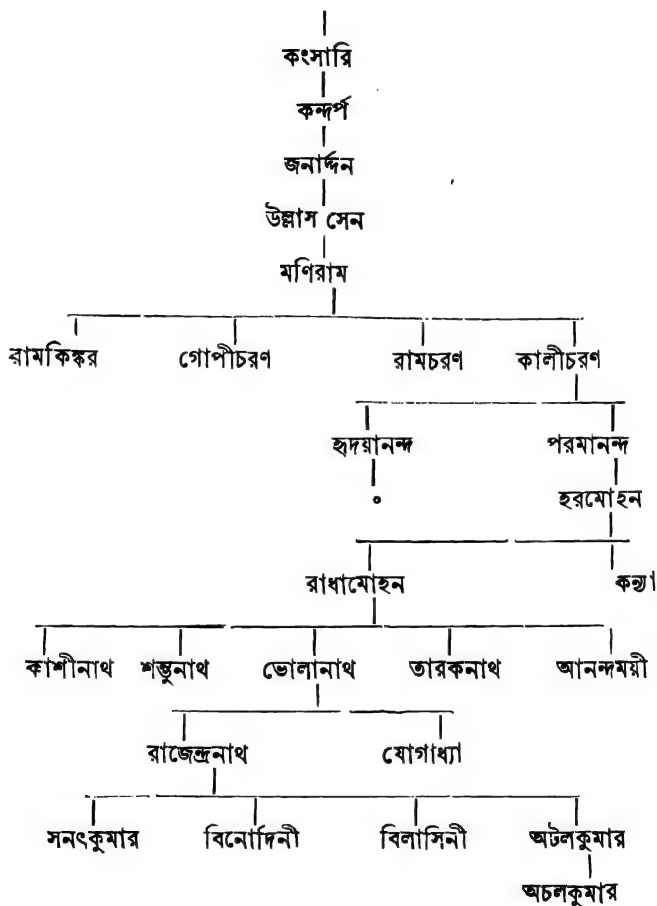 কংসারি
কন্দর্প
জনার্দ্দন
উল্লাস সেন
মণিরাম
রামকিঙ্কর গোপীচরণ রামচরণ কালীচরণ
হৃদয়ানন্দ পরমানন্দ
০ হরমোহন
রাধামোহন কন্যা
কাশীনাথ শম্ভুনাথ ভোলানাথ তারকনাথ আনন্দময়ী
রাজেন্দ্রনাথ যোগাধ্যা
সনৎকুমার বিনোদিনী বিলাসিনী অটলকুমার
অচলকুমার